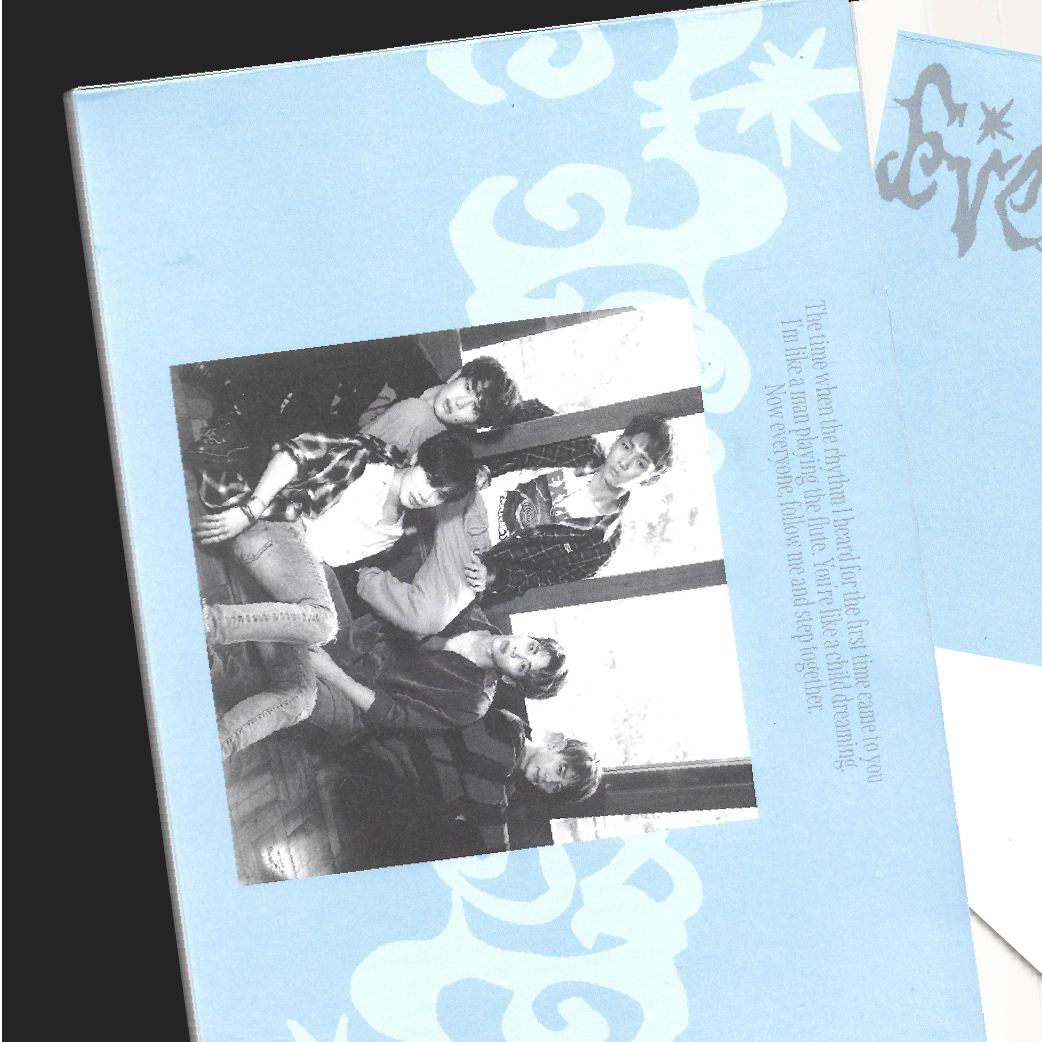 The time when the rhythm I heard for the first time came to you
I'm like a man playing the flute. You're like a child dreaming.
Now everyone, follow me and step together.